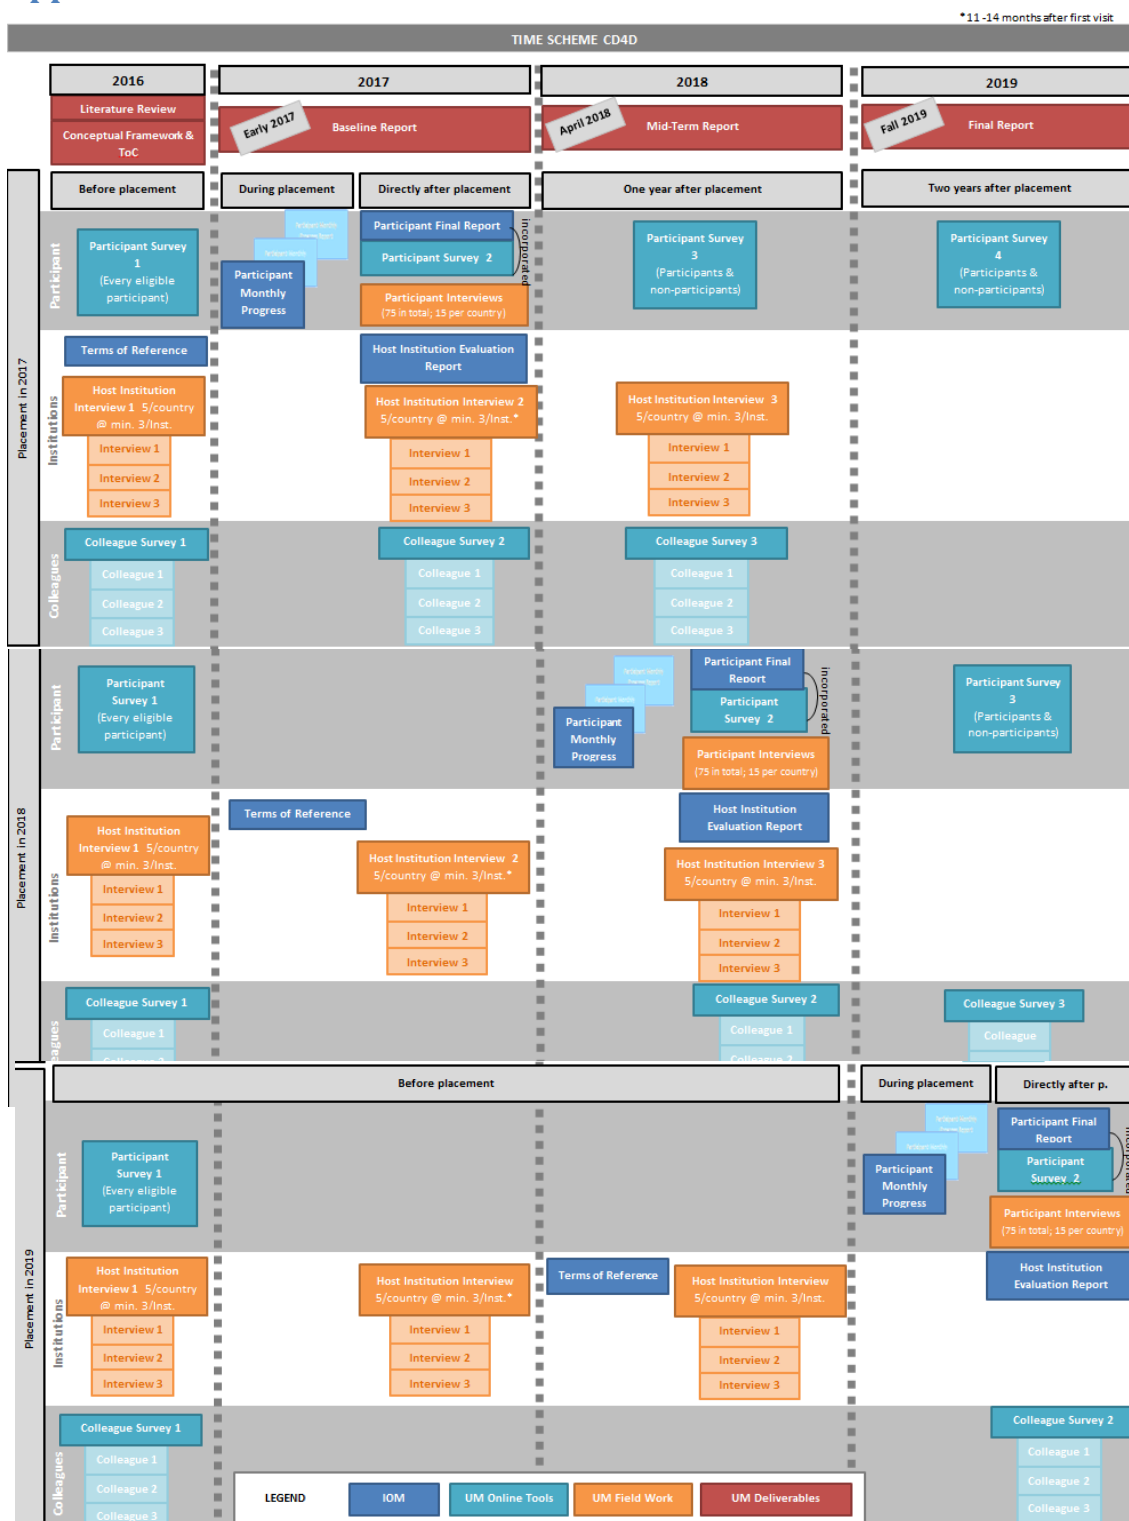 *11-14 months after first visit
TIME SCHEME CD4D
2016
2017
2018
2019
Literature Review
Conceptual Framework &
ToC
Early 2017
Baseline Report
April 2018
Mid-Term Report
Fall 2019
Final Report
Placement in 2017
Before placement
During placement
Directly after placement
One year after placement
Two years after placement
Participant
Participant Survey
1
(Every eligible
participant)
Participant
Monthly
Progress
Participant Final Report
Participant Survey 2
incorporated
Participant Interviews
(75 in total; 15 per country)
Participant Survey
3
(Participants &
non-participants)
Participant Survey
4
(Participants &
non-participants)
Institutions
Terms of Reference
Host Institution
Interview 1 5/country
@ min. 3/Inst.
Interview 1
Interview 2
Interview 3
Host Institution Evaluation
Report
Host Institution Interview 2
5/country @ min. 3/Inst.*
Interview 1
Interview 2
Interview 3
Host Institution Interview 3
5/country @ min. 3/Inst.
Interview 1
Interview 2
Interview 3
Colleagues
Colleague Survey 1
Colleague 1
Colleague 2
Colleague 3
Colleague Survey 2
Colleague 1
Colleague 2
Colleague 3
Colleague Survey 3
Colleague 1
Colleague 2
Colleague 3
Placement in 2018
Participant
Participant
Survey 1
(Every eligible
participant)
Participant
Monthly
Progress
Participant Final
Report
Participant
Survey 2
incorporated
Participant Interviews
(75 in total; 15 per country)
Participant Survey
3
(Participants &
non-participants)
Institutions
Host Institution
Interview 1 5/country
@ min. 3/Inst.
Interview 1
Interview 2
Interview 3
Terms of Reference
Host Institution Interview 2
5/country @ min. 3/Inst.*
Interview 1
Interview 2
Interview 3
Host Institution
Evaluation Report
Host Institution Interview 3
5/country @ min. 3/Inst.
Interview 1
Interview 2
Interview 3
eagues
Colleague Survey 1
Colleague 1
Colleague 2
Colleague Survey 2
Colleague 1
Colleague 2
Colleague Survey 3
Colleague
Placement in 2019
Before placement
During placement
Directly after p.
Participant
Participant
Survey 1
(Every eligible
participant)
Participant
Monthly
Progress
Participant Final
Report
Participant
Survey 2
incorporated
Participant Interviews
(75 in total; 15 per country)
Institutions
Host Institution
Interview 1 5/country
@ min. 3/Inst.
Interview 1
Interview 2
Interview 3
Host Institution Interview
5/country @ min. 3/Inst.*
Interview 1
Interview 2
Interview 3
Terms of Reference
Host Institution Interview
5/country @ min. 3/Inst.
Interview 1
Interview 2
Interview 3
Host Institution
Evaluation Report
Colleagues
Colleague Survey 1
Colleague 1
Colleague 2
Colleague 3
Colleague Survey 2
Colleague 1
Colleague 2
Colleague 3
LEGEND
IOM
UM Online Tools
UM Field Work
UM Deliverables